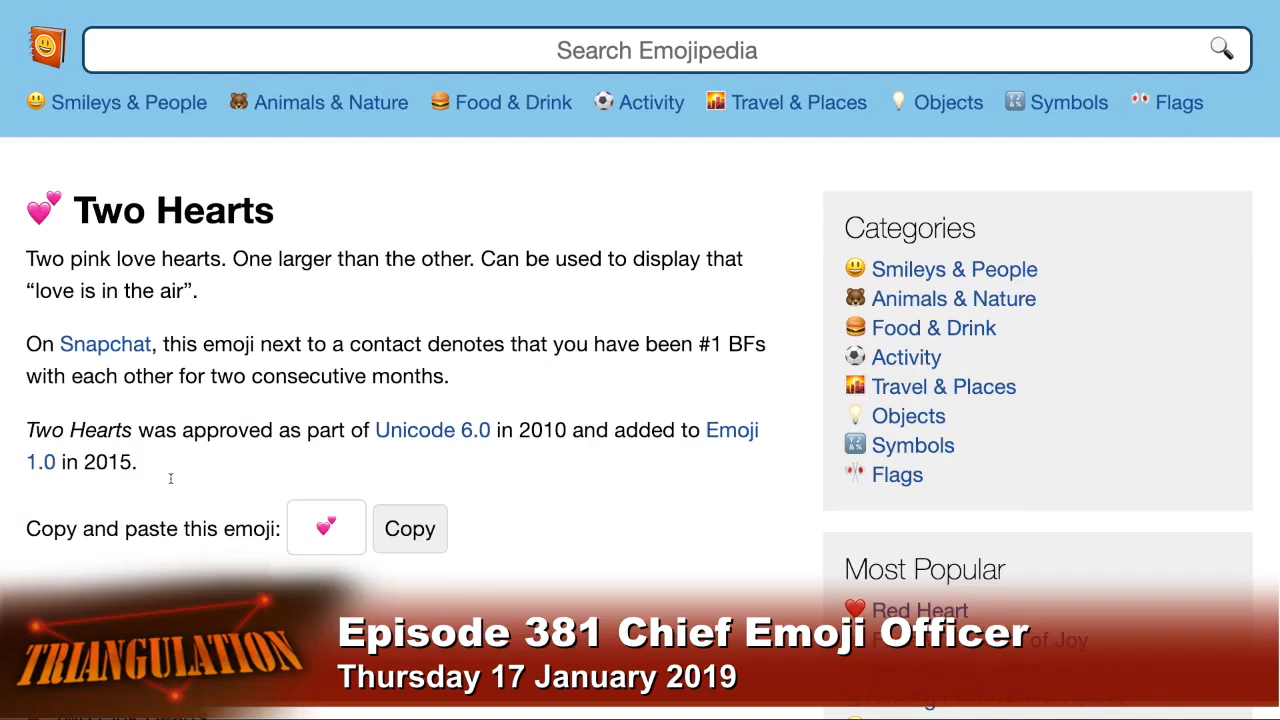 Search Emojipedia
Smileys & People Animals & Nature Food & Drink Activity Travel & Places Objects Symbols Flags
Two Hearts
Two pink love hearts. One larger than the other. Can be used to display that
“love is in the air”.
On Snapchat, this emoji next to a contact denotes that you have been #1 BFs
with each other for two consecutive months.
Two Hearts was approved as part of Unicode 6.0 in 2010 and added to Emoji
1.0 in 2015.
Copy and paste this emoji: Copy
Categories
Smileys & People
Animals & Nature
Food & Drink
Activity
Travel & Places
Objects
Symbols
Flags
Most Popular
Red Heart
of Joy
TRIANGULATION
Episode 381 Chief Emoji Officer
Thursday 17 January 2019